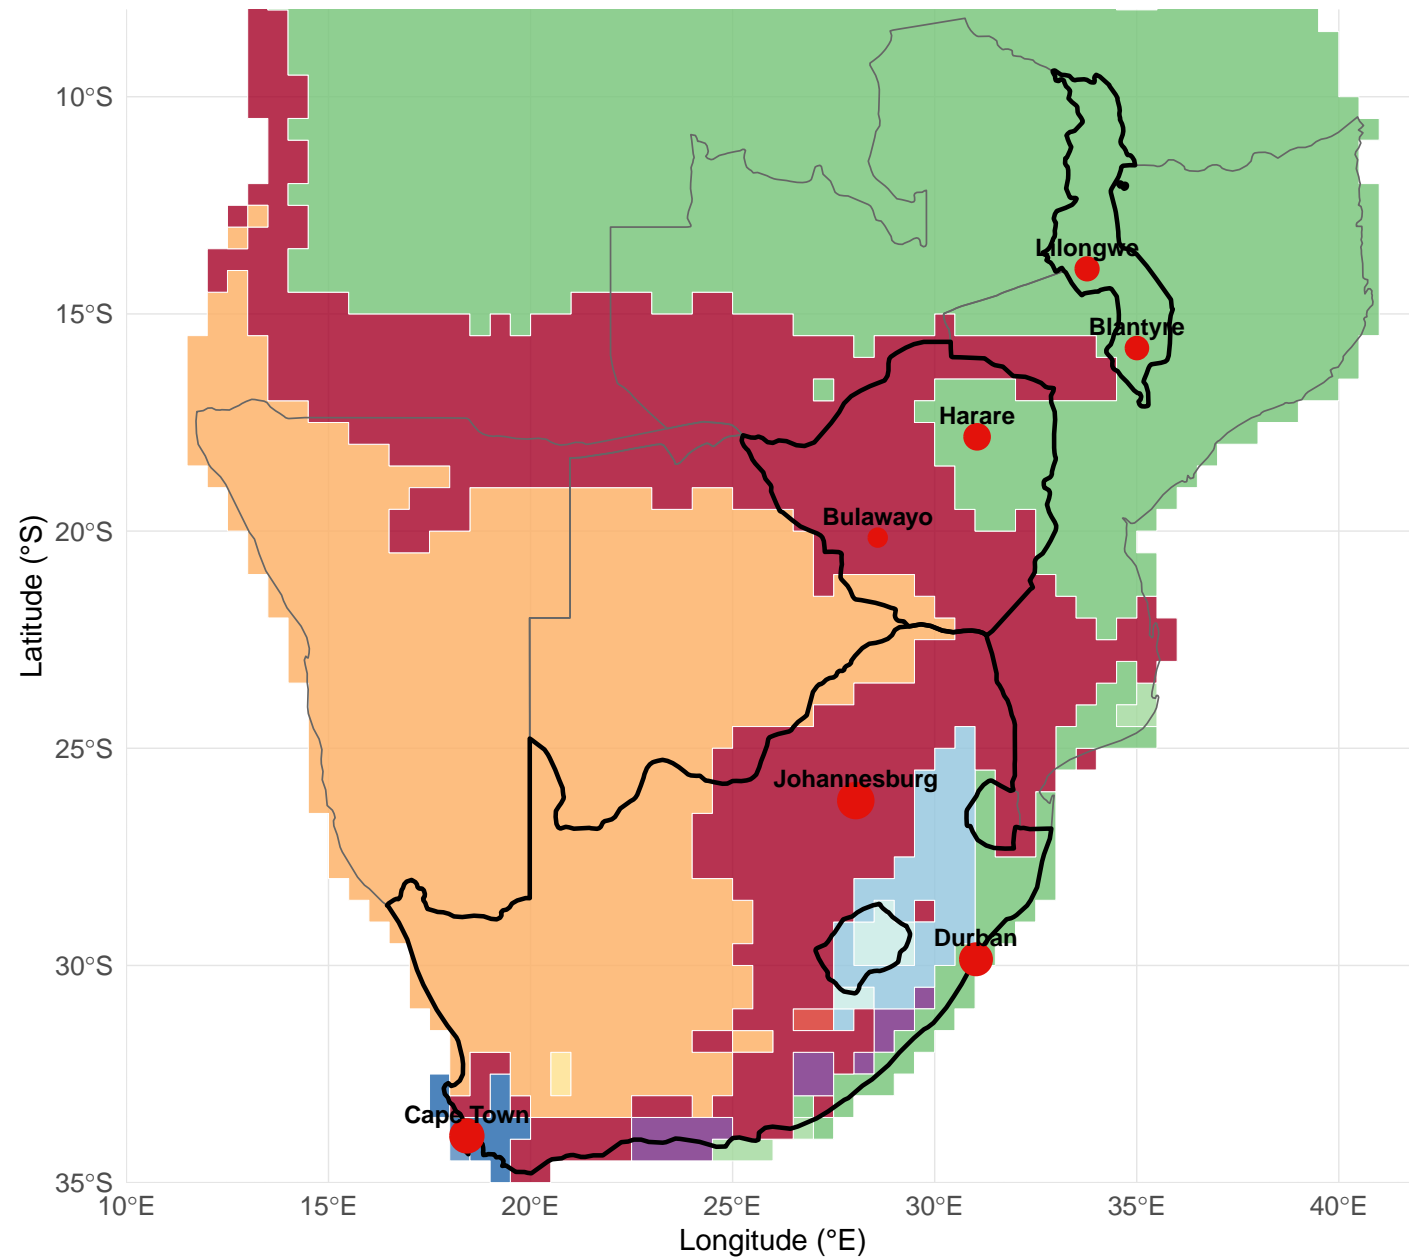 10°S
Lilongwe
15°S
Blantyre
Harare
Bulawayo
20°S
Latitude (°S)
25°S
Johannesburg
Durban
30°S
Cape Town
35°S
10°E 15°E 20°E 25°E 30°E 35°E 40°E
Longitude (°E)